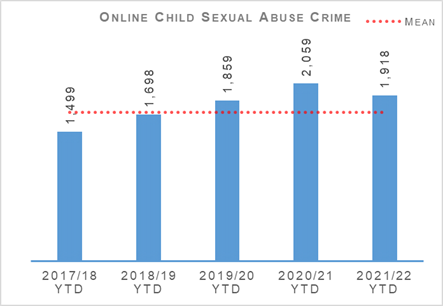 ONLINE CHILD SEXUAL ABUSE CRIME
MEAN
1,499
1,698
1,859
2,059
1,918
2017/18 2018/19 2019/20 2020/21 2021/22
YTD YTD YTD YTD YTD